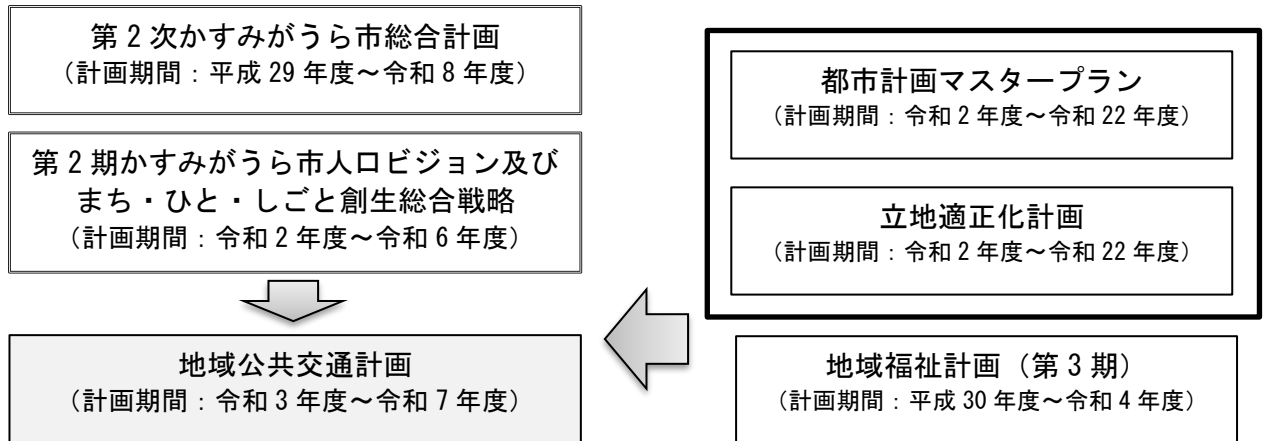 第2次かすみがうら市総合計画
（計画期間：平成29年度～令和8年度）
第2期かすみがうら市人口ビジョン及び
まち・ひと・しごと創生総合戦略
（計画期間：令和2年度～令和6年度）
地域公共交通計画
（計画期間：令和3年度～令和7年度）
都市計画マスタープラン
（計画期間：令和2年度～令和22年度）
立地適正化計画
（計画期間：令和2年度～令和22年度）
地域福祉計画（第3期）
（計画期間：平成30年度～令和4年度）